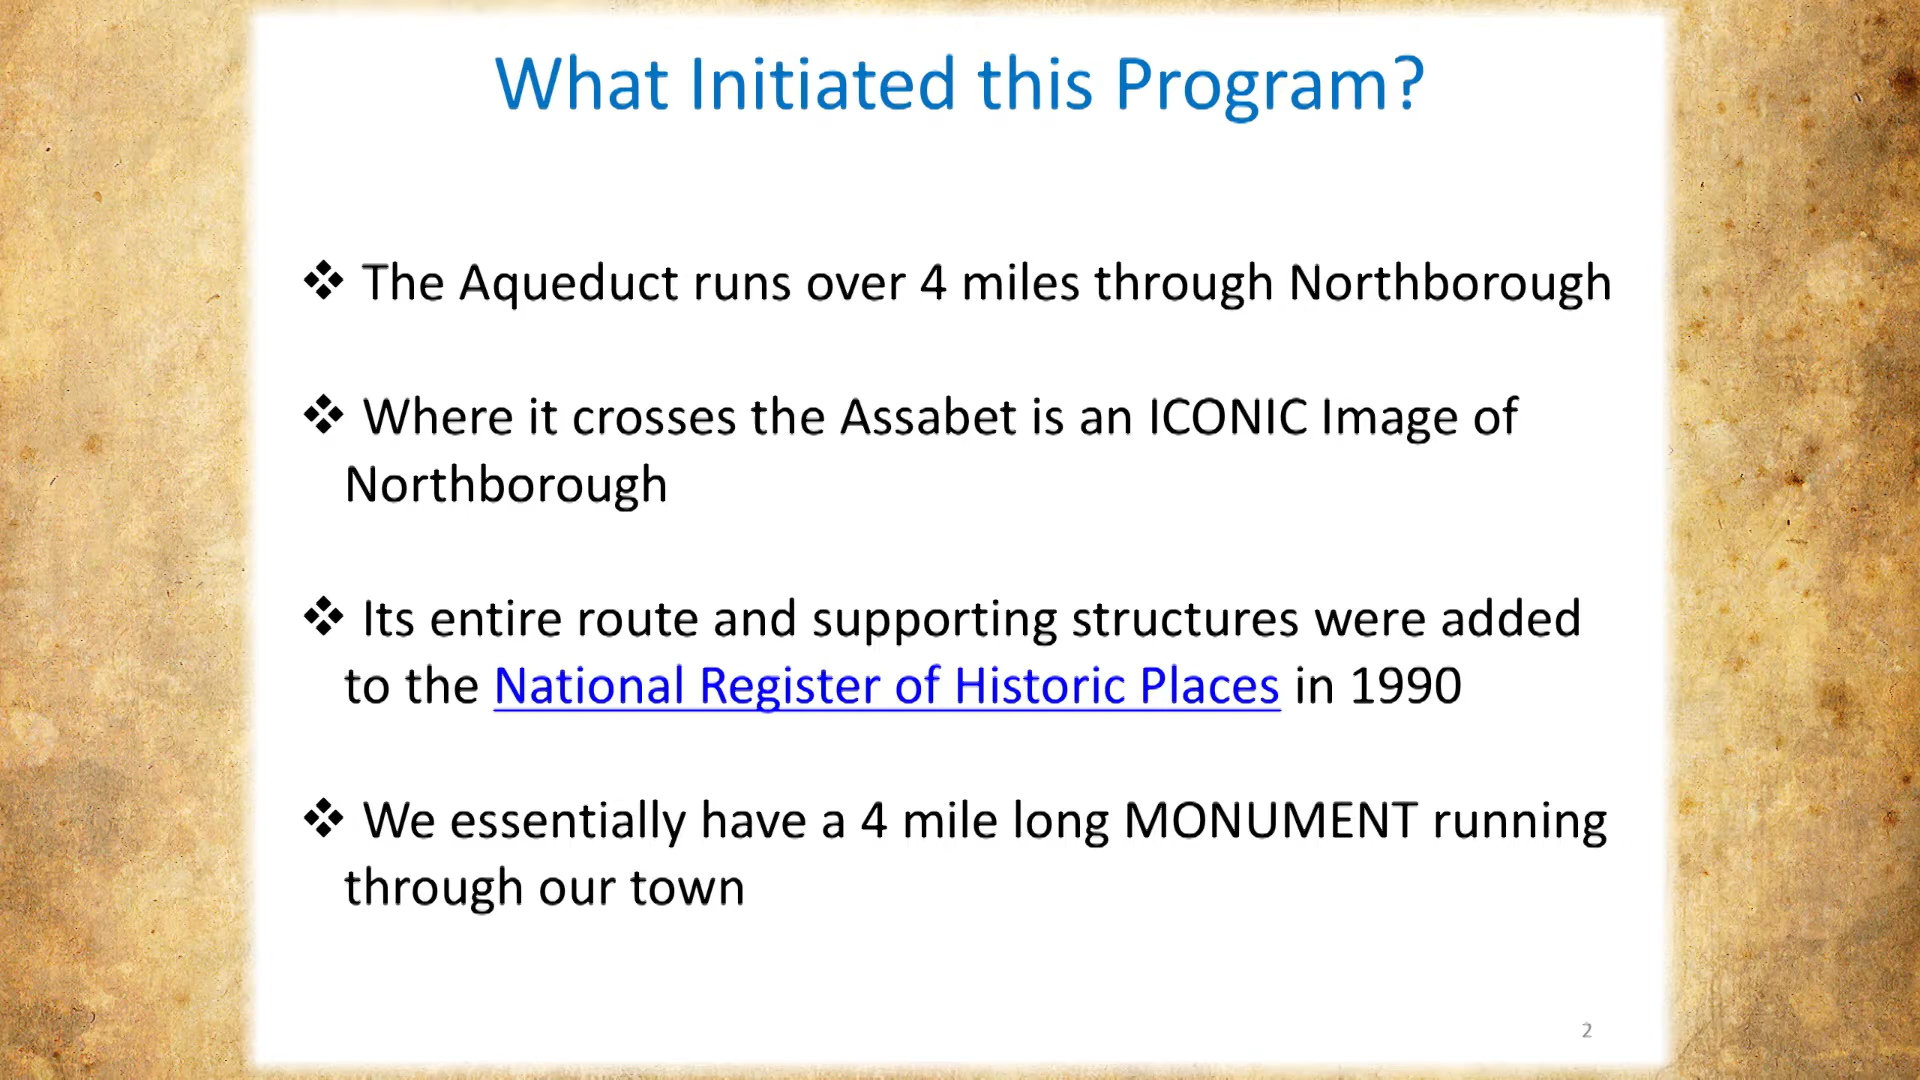 What Initiated this Program?
❖ The Aqueduct runs over 4 miles through Northborough
❖ Where it crosses the Assabet is an ICONIC Image of
Northborough
❖ Its entire route and supporting structures were added
to the National Register of Historic Places in 1990
❖ We essentially have a 4 mile long MONUMENT running
through our town
2